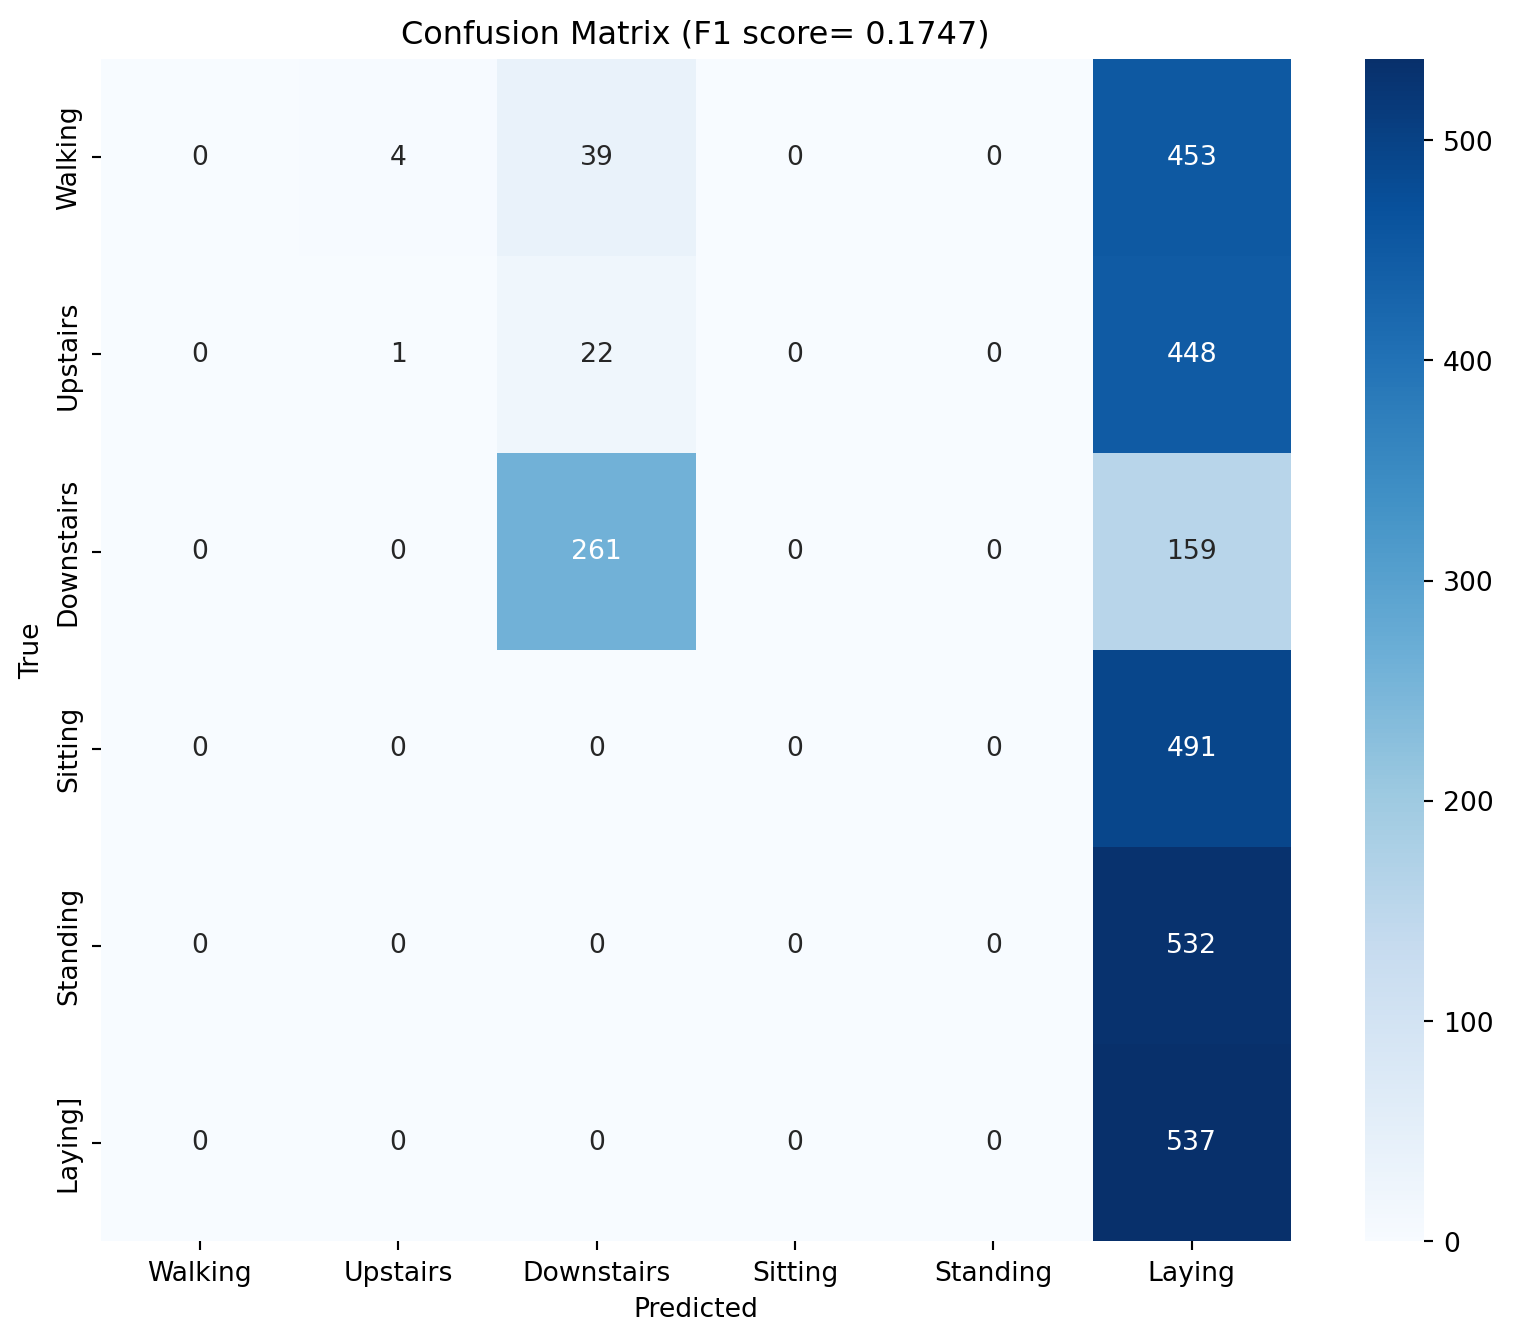 Confusion Matrix (F1 score= 0.1747)
Walking 0 4 39 0 0 453
Upstairs 0 1 22 0 0 448
Downstairs 0 0 261 0 0 159
Sitting 0 0 0 0 0 491
Standing 0 0 0 0 0 532
Laying] 0 0 0 0 0 537
True
Walking Upstairs Downstairs Sitting Standing Laying
Predicted
500
400
300
200
100
0